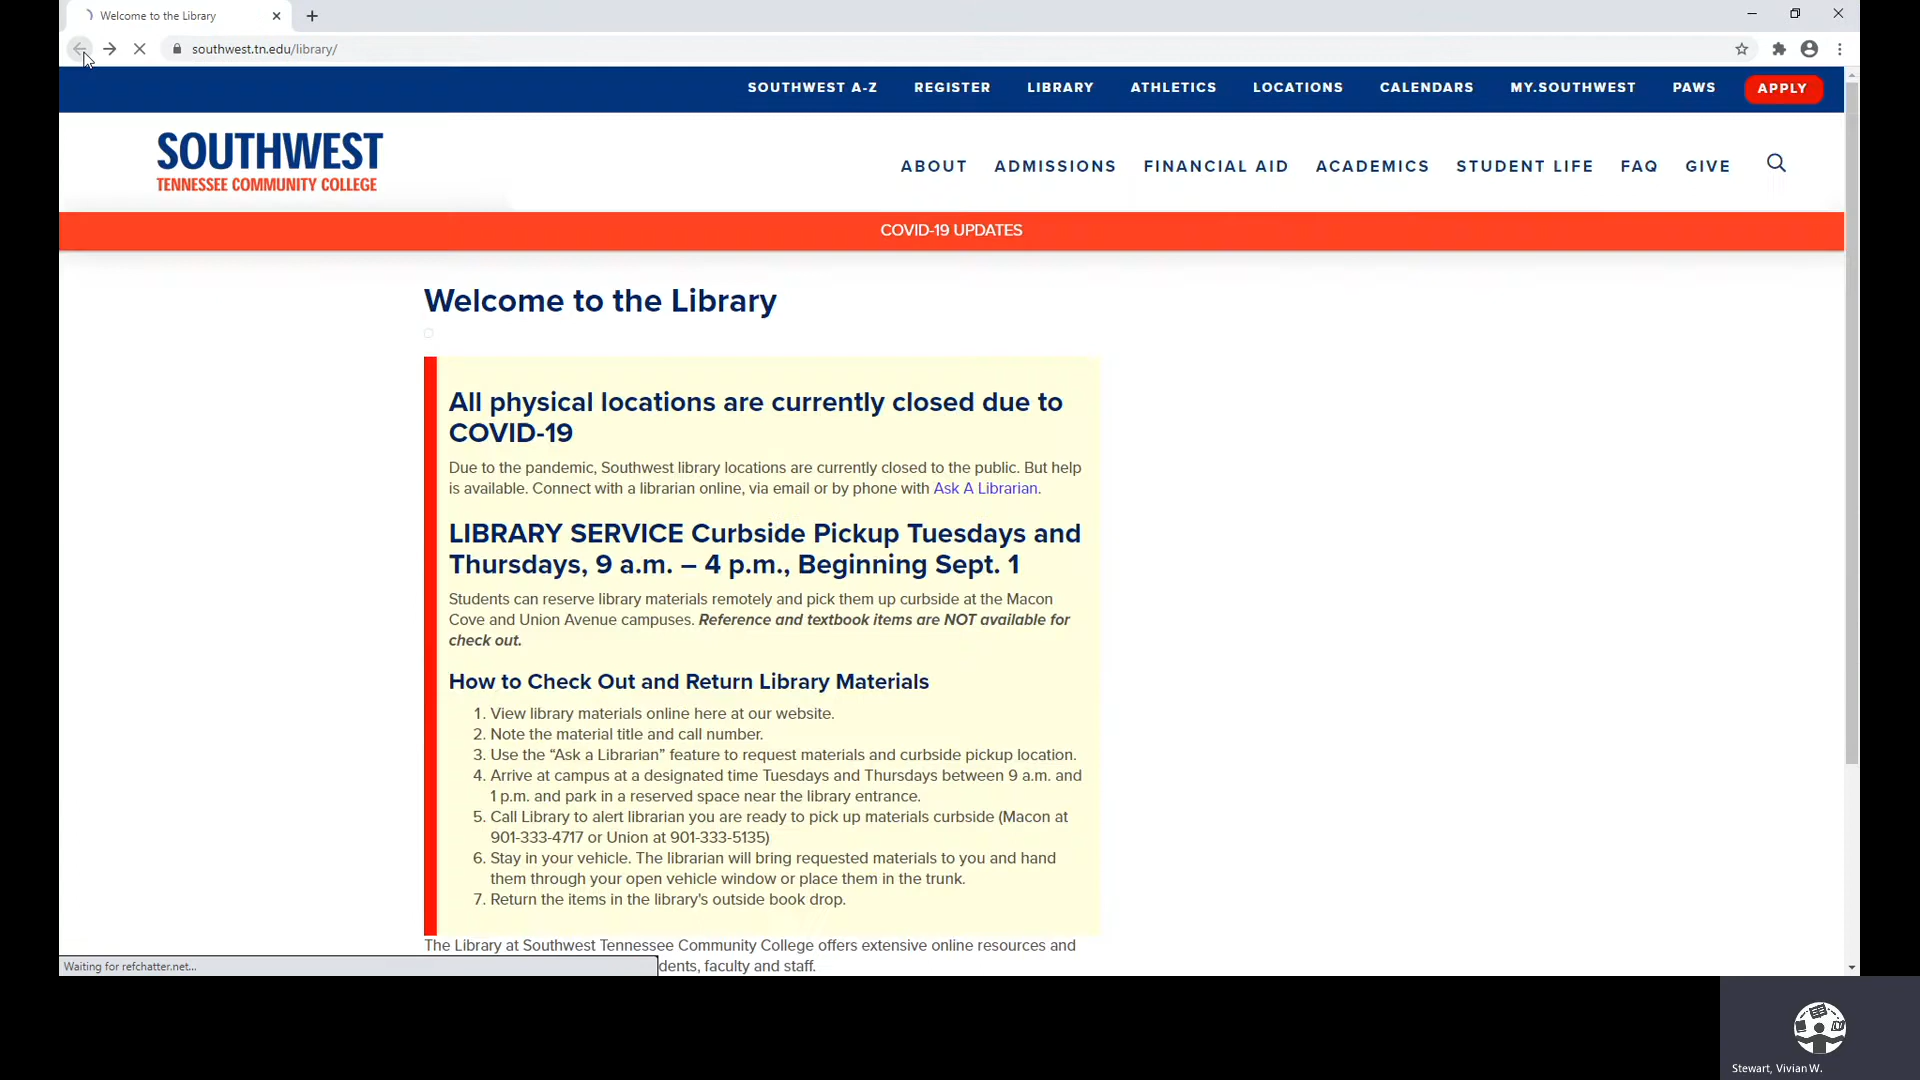 Welcome to the Library
southwest.tn.edu/library/
SOUTHWEST A-Z REGISTER LIBRARY ATHLETICS LOCATIONS CALENDARS MY.SOUTHWEST PAWS APPLY
SOUTHWEST
TENNESSEE COMMUNITY COLLEGE
ABOUT ADMISSIONS FINANCIAL AID ACADEMICS STUDENT LIFE FAQ GIVE
COVID-19 UPDATES
Welcome to the Library
All physical locations are currently closed due to
COVID-19
Due to the pandemic, Southwest library locations are currently closed to the public. But help
is available. Connect with a librarian online, via email or by phone with Ask A Librarian.
LIBRARY SERVICE Curbside Pickup Tuesdays and
Thursdays, 9 a.m. – 4 p.m., Beginning Sept. 1
Students can reserve library materials remotely and pick them up curbside at the Macon
Cove and Union Avenue campuses. Reference and textbook items are NOT available for
check out.
How to Check Out and Return Library Materials
1. View library materials online here at our website.
2. Note the material title and call number.
3. Use the “Ask a Librarian” feature to request materials and curbside pickup location.
4. Arrive at campus at a designated time Tuesdays and Thursdays between 9 a.m. and
1 p.m. and park in a reserved space near the library entrance.
5. Call Library to alert librarian you are ready to pick up materials curbside (Macon at
901-333-4717 or Union at 901-333-5135)
6. Stay in your vehicle. The librarian will bring requested materials to you and hand
them through your open vehicle window or place them in the trunk.
7. Return the items in the library's outside book drop.
The Library at Southwest Tennessee Community College offers extensive online resources and
dents, faculty and staff.
Waiting for refchatter.net...
Stewart, Vivian W.